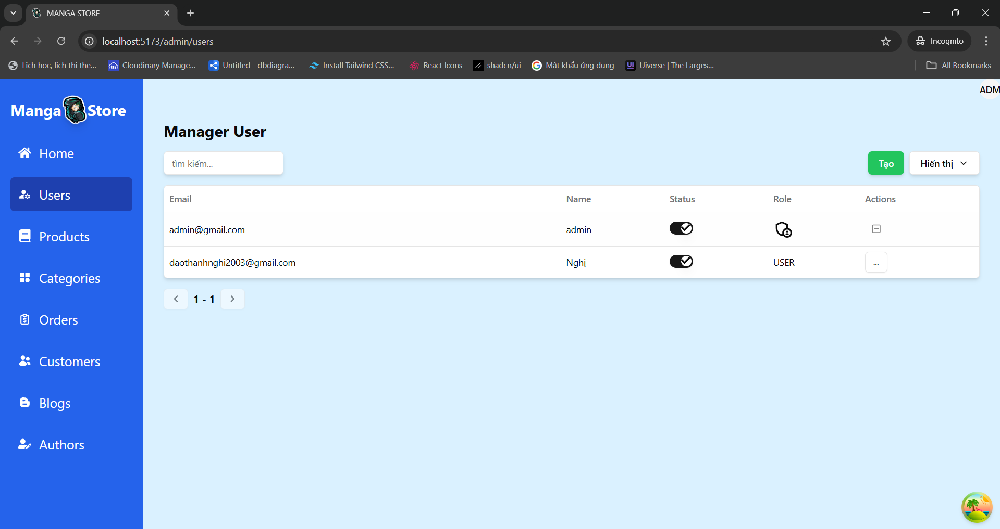 MANGA STORE
localhost:5173/admin/users
Incognito
Lịch học, lịch thi the...
Cloudinary Manage...
Untitled - dbdiagra...
Install Tailwind CSS...
React Icons
shadcn/ui
Mật khẩu ứng dụng
Uiverse | The Larges...
All Bookmarks
ADM
Manga Store
Home
Users
Products
Categories
Orders
Customers
Blogs
Authors
Manager User
tìm kiếm...
Tạo
Hiển thị
Email Name Status Role Actions
admin@gmail.com admin
daothanhnghi2003@gmail.com Nghị USER ...
1 - 1